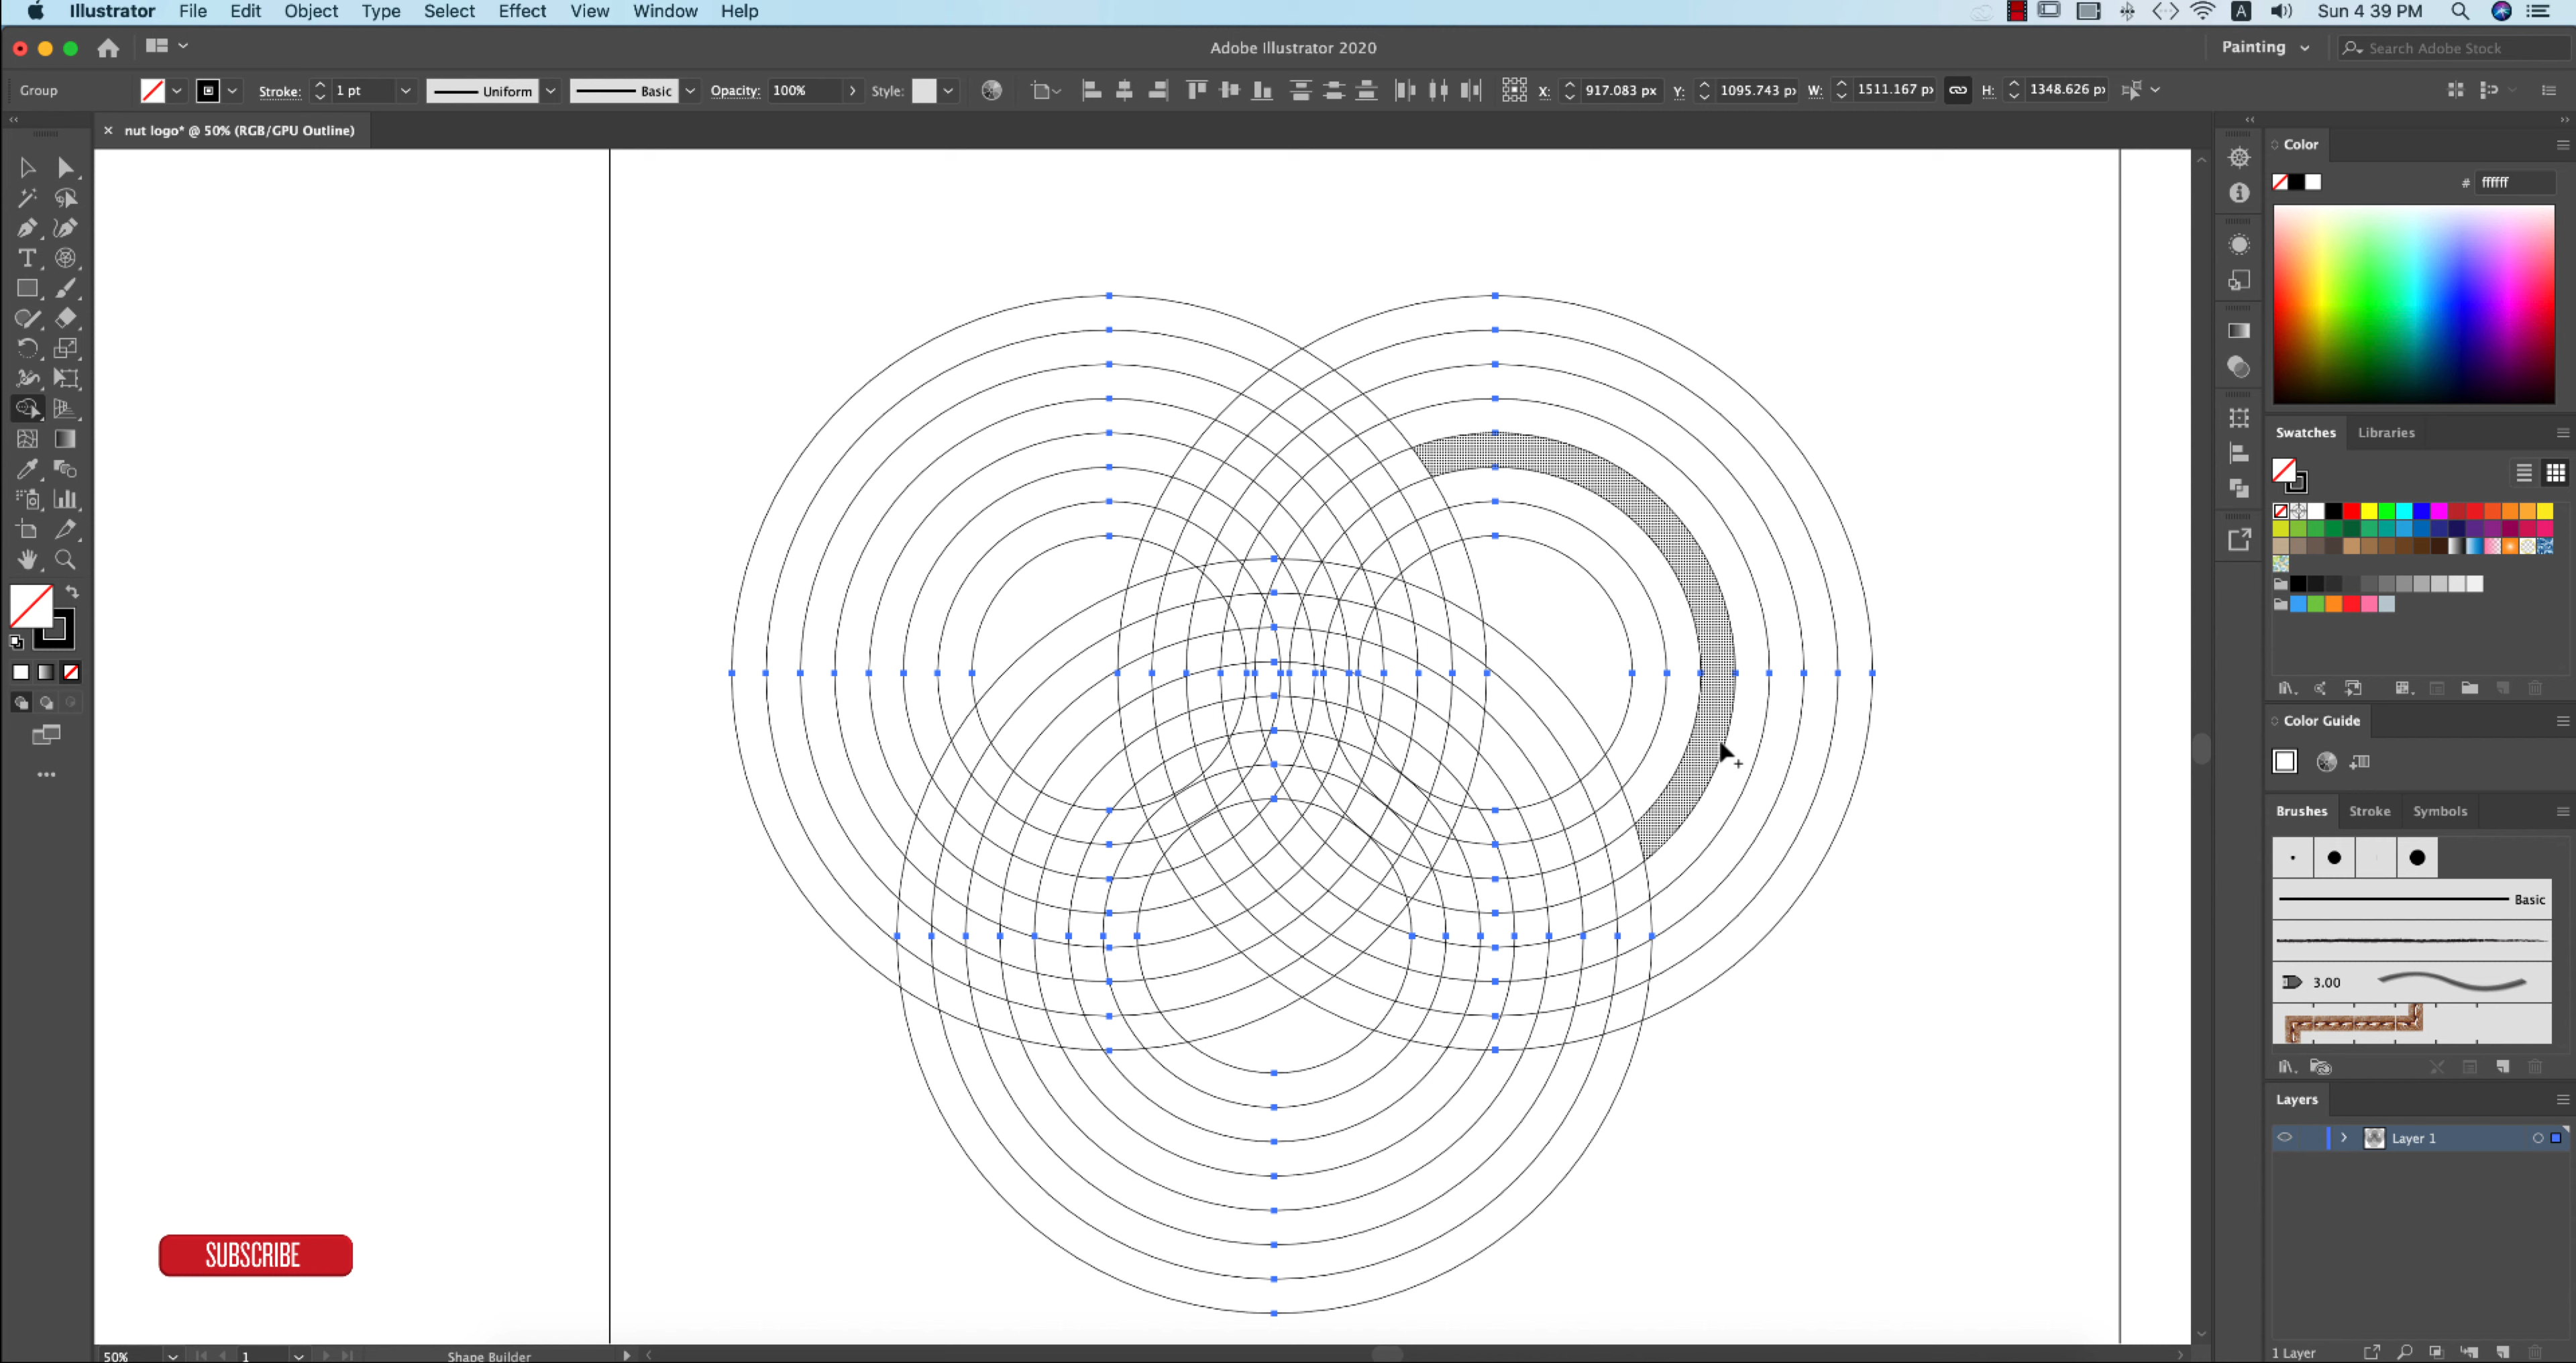 Illustrator File Edit Object Type Select Effect View Window Help
A
Sun 4 39 PM
Adobe Illustrator 2020
Painting
Search Adobe Stock
Group
Stroke: 1 pt
Uniform
Basic
Opacity: 100%
Style:
X: 917.083 px
Y: 1095.743 p
W: 1511.167 p
H: 1348.626 p
nut logo* @ 50% (RGB/GPU Outline)
Color
# ffffff
Swatches Libraries
Color Guide
Brushes Stroke Symbols
Basic
3.00
Layers
Layer 1
SUBSCRIBE
50%
1
Shape Builder
1 Layer